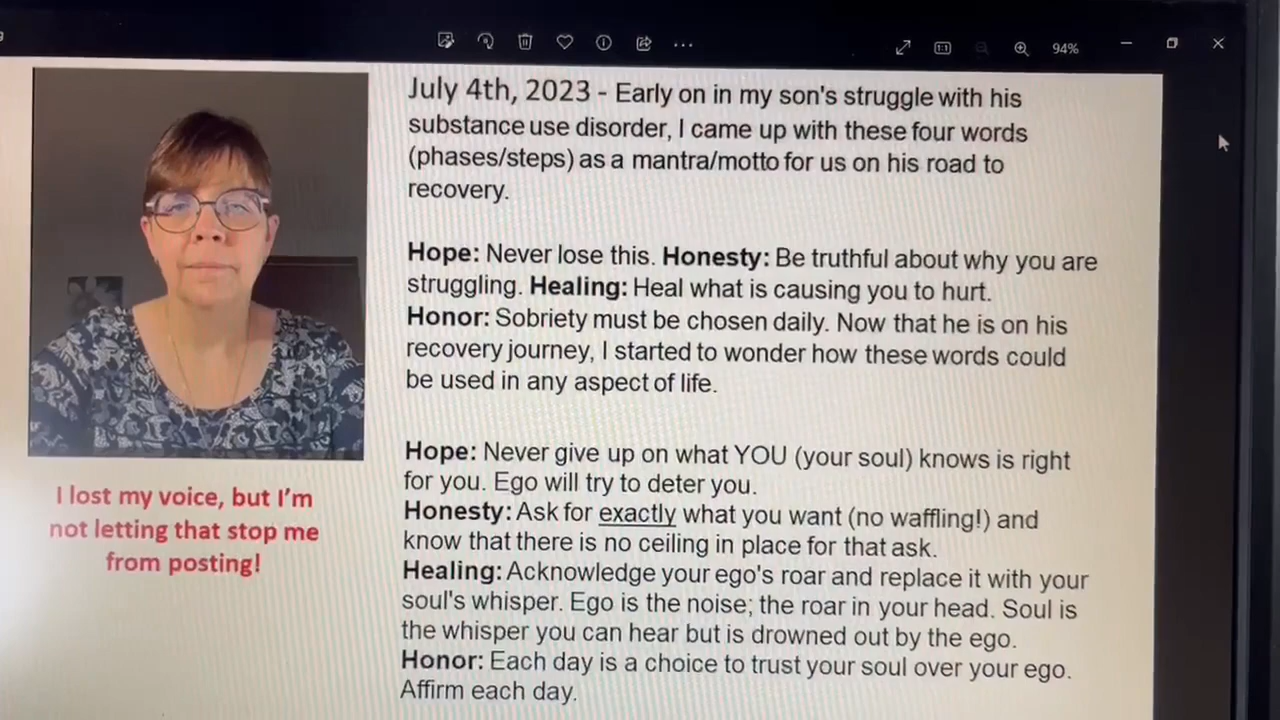 94%
July 4th, 2023 - Early on in my son's struggle with his
substance use disorder, I came up with these four words
(phases/steps) as a mantra/motto for us on his road to
recovery.
Hope: Never lose this. Honesty: Be truthful about why you are
struggling. Healing: Heal what is causing you to hurt.
Honor: Sobriety must be chosen daily. Now that he is on his
recovery journey, I started to wonder how these words could
be used in any aspect of life.
Hope: Never give up on what YOU (your soul) knows is right
for you. Ego will try to deter you.
Honesty: Ask for exactly what you want (no waffling!) and
know that there is no ceiling in place for that ask.
Healing: Acknowledge your ego's roar and replace it with your
soul's whisper. Ego is the noise; the roar in your head. Soul is
the whisper you can hear but is drowned out by the ego.
Honor: Each day is a choice to trust your soul over your ego.
Affirm each day.
I lost my voice, but I'm
not letting that stop me
from posting!